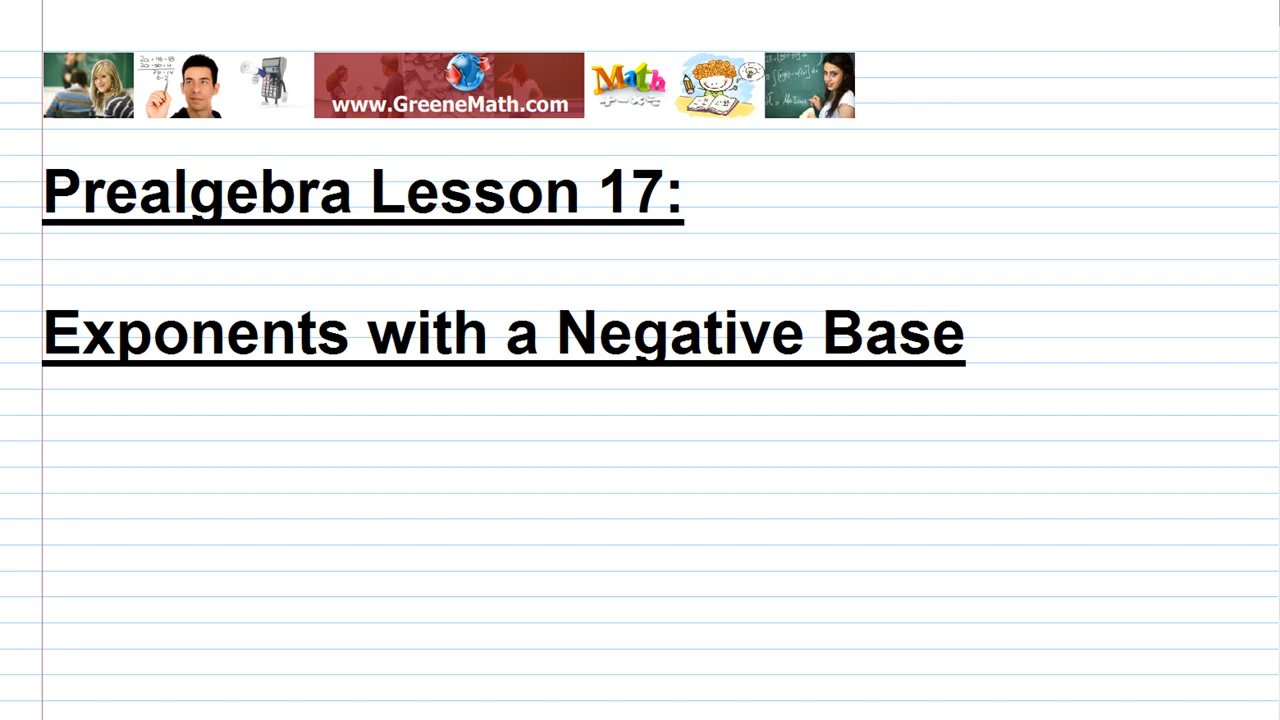 www.GreeneMath.com
Math
Prealgebra Lesson 17:
Exponents with a Negative Base